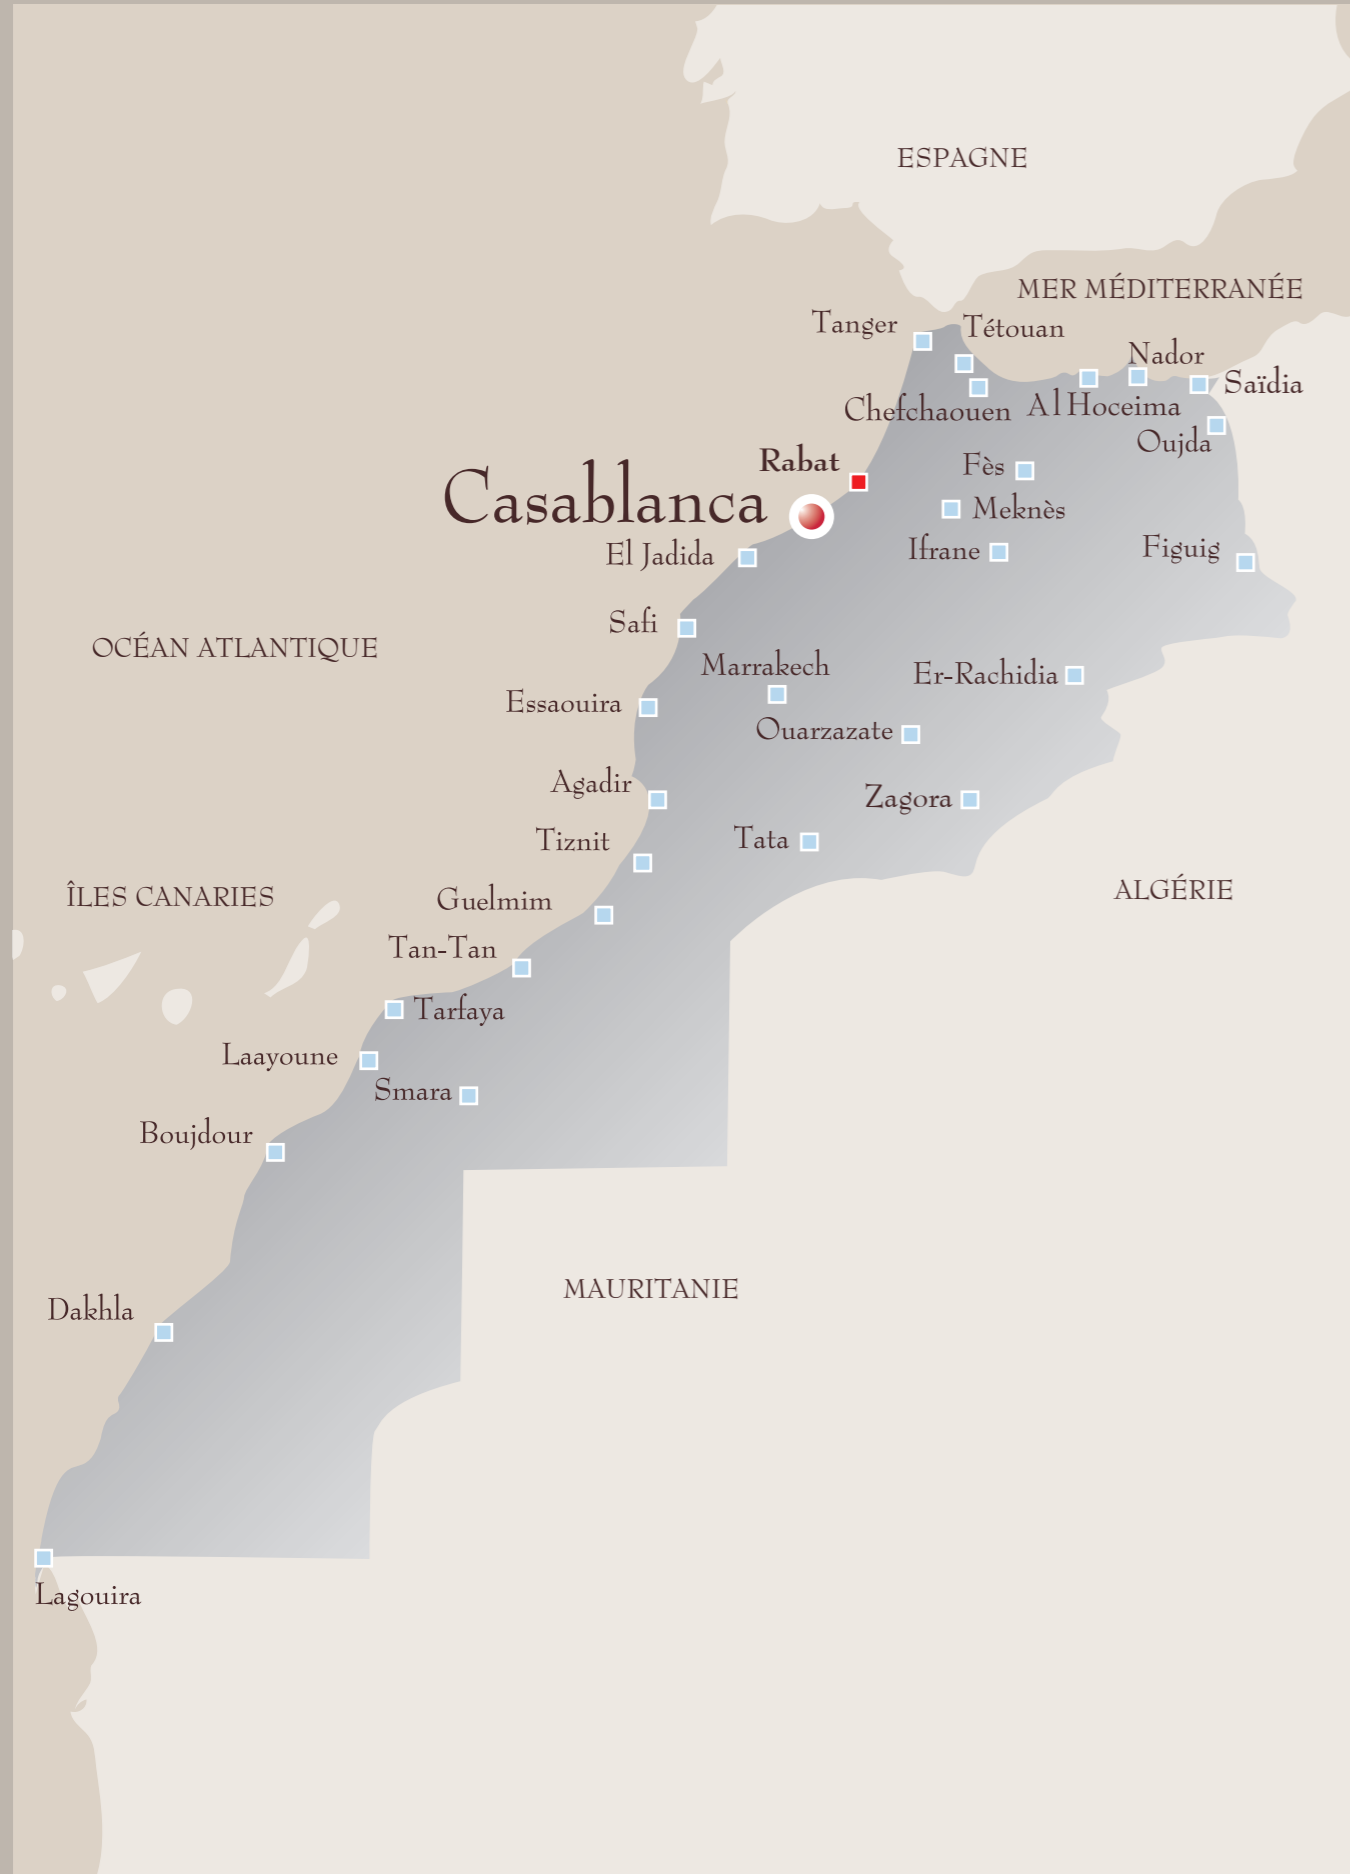 ESPAGNE
MER MÉDITERRANÉE
Tanger
Tétouan
Nador
Saïdia
Chefchaouen
Al Hoceima
Oujda
Rabat
Fès
Casablanca
Meknès
El Jadida
Ifrane
Figuig
Safi
OCÉAN ATLANTIQUE
Marrakech
Er-Rachidia
Essaouira
Ouarzazate
Agadir
Zagora
Tiznit
Tata
ÎLES CANARIES
Guelmim
ALGÉRIE
Tan-Tan
Tarfaya
Laayoune
Smara
Boujdour
MAURITANIE
Dakhla
Lagouira